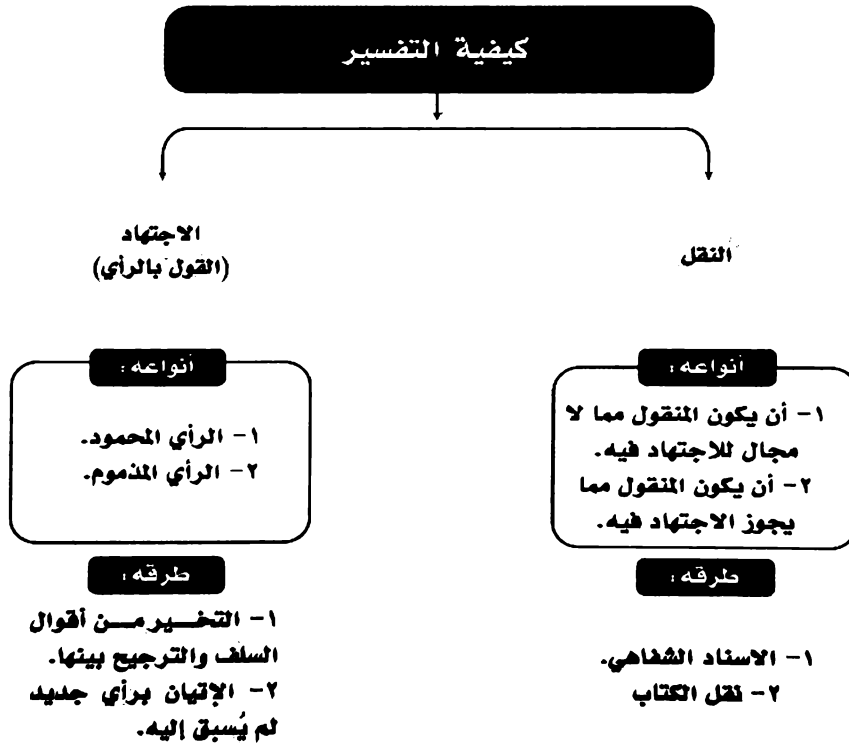 كيفية التفسير
النقل
أنواعه:
١- أن يكون المنقول مما لا
مجال للاجتهاد فيه.
٢- أن يكون المنقول مما
يجوز الاجتهاد فيه.
طرقه:
١- الاسناد الشفاهي.
٢- نقل الكتاب
الاجتهاد
(القول بالرأي)
أنواعه:
١- الرأي المحمود.
٢- الرأي المذموم.
طرقه:
١- التخــير مــن أقوال
السلف والترجيح بينها.
٢- الإتيان برأي جديد
لم يُسبق إليه.